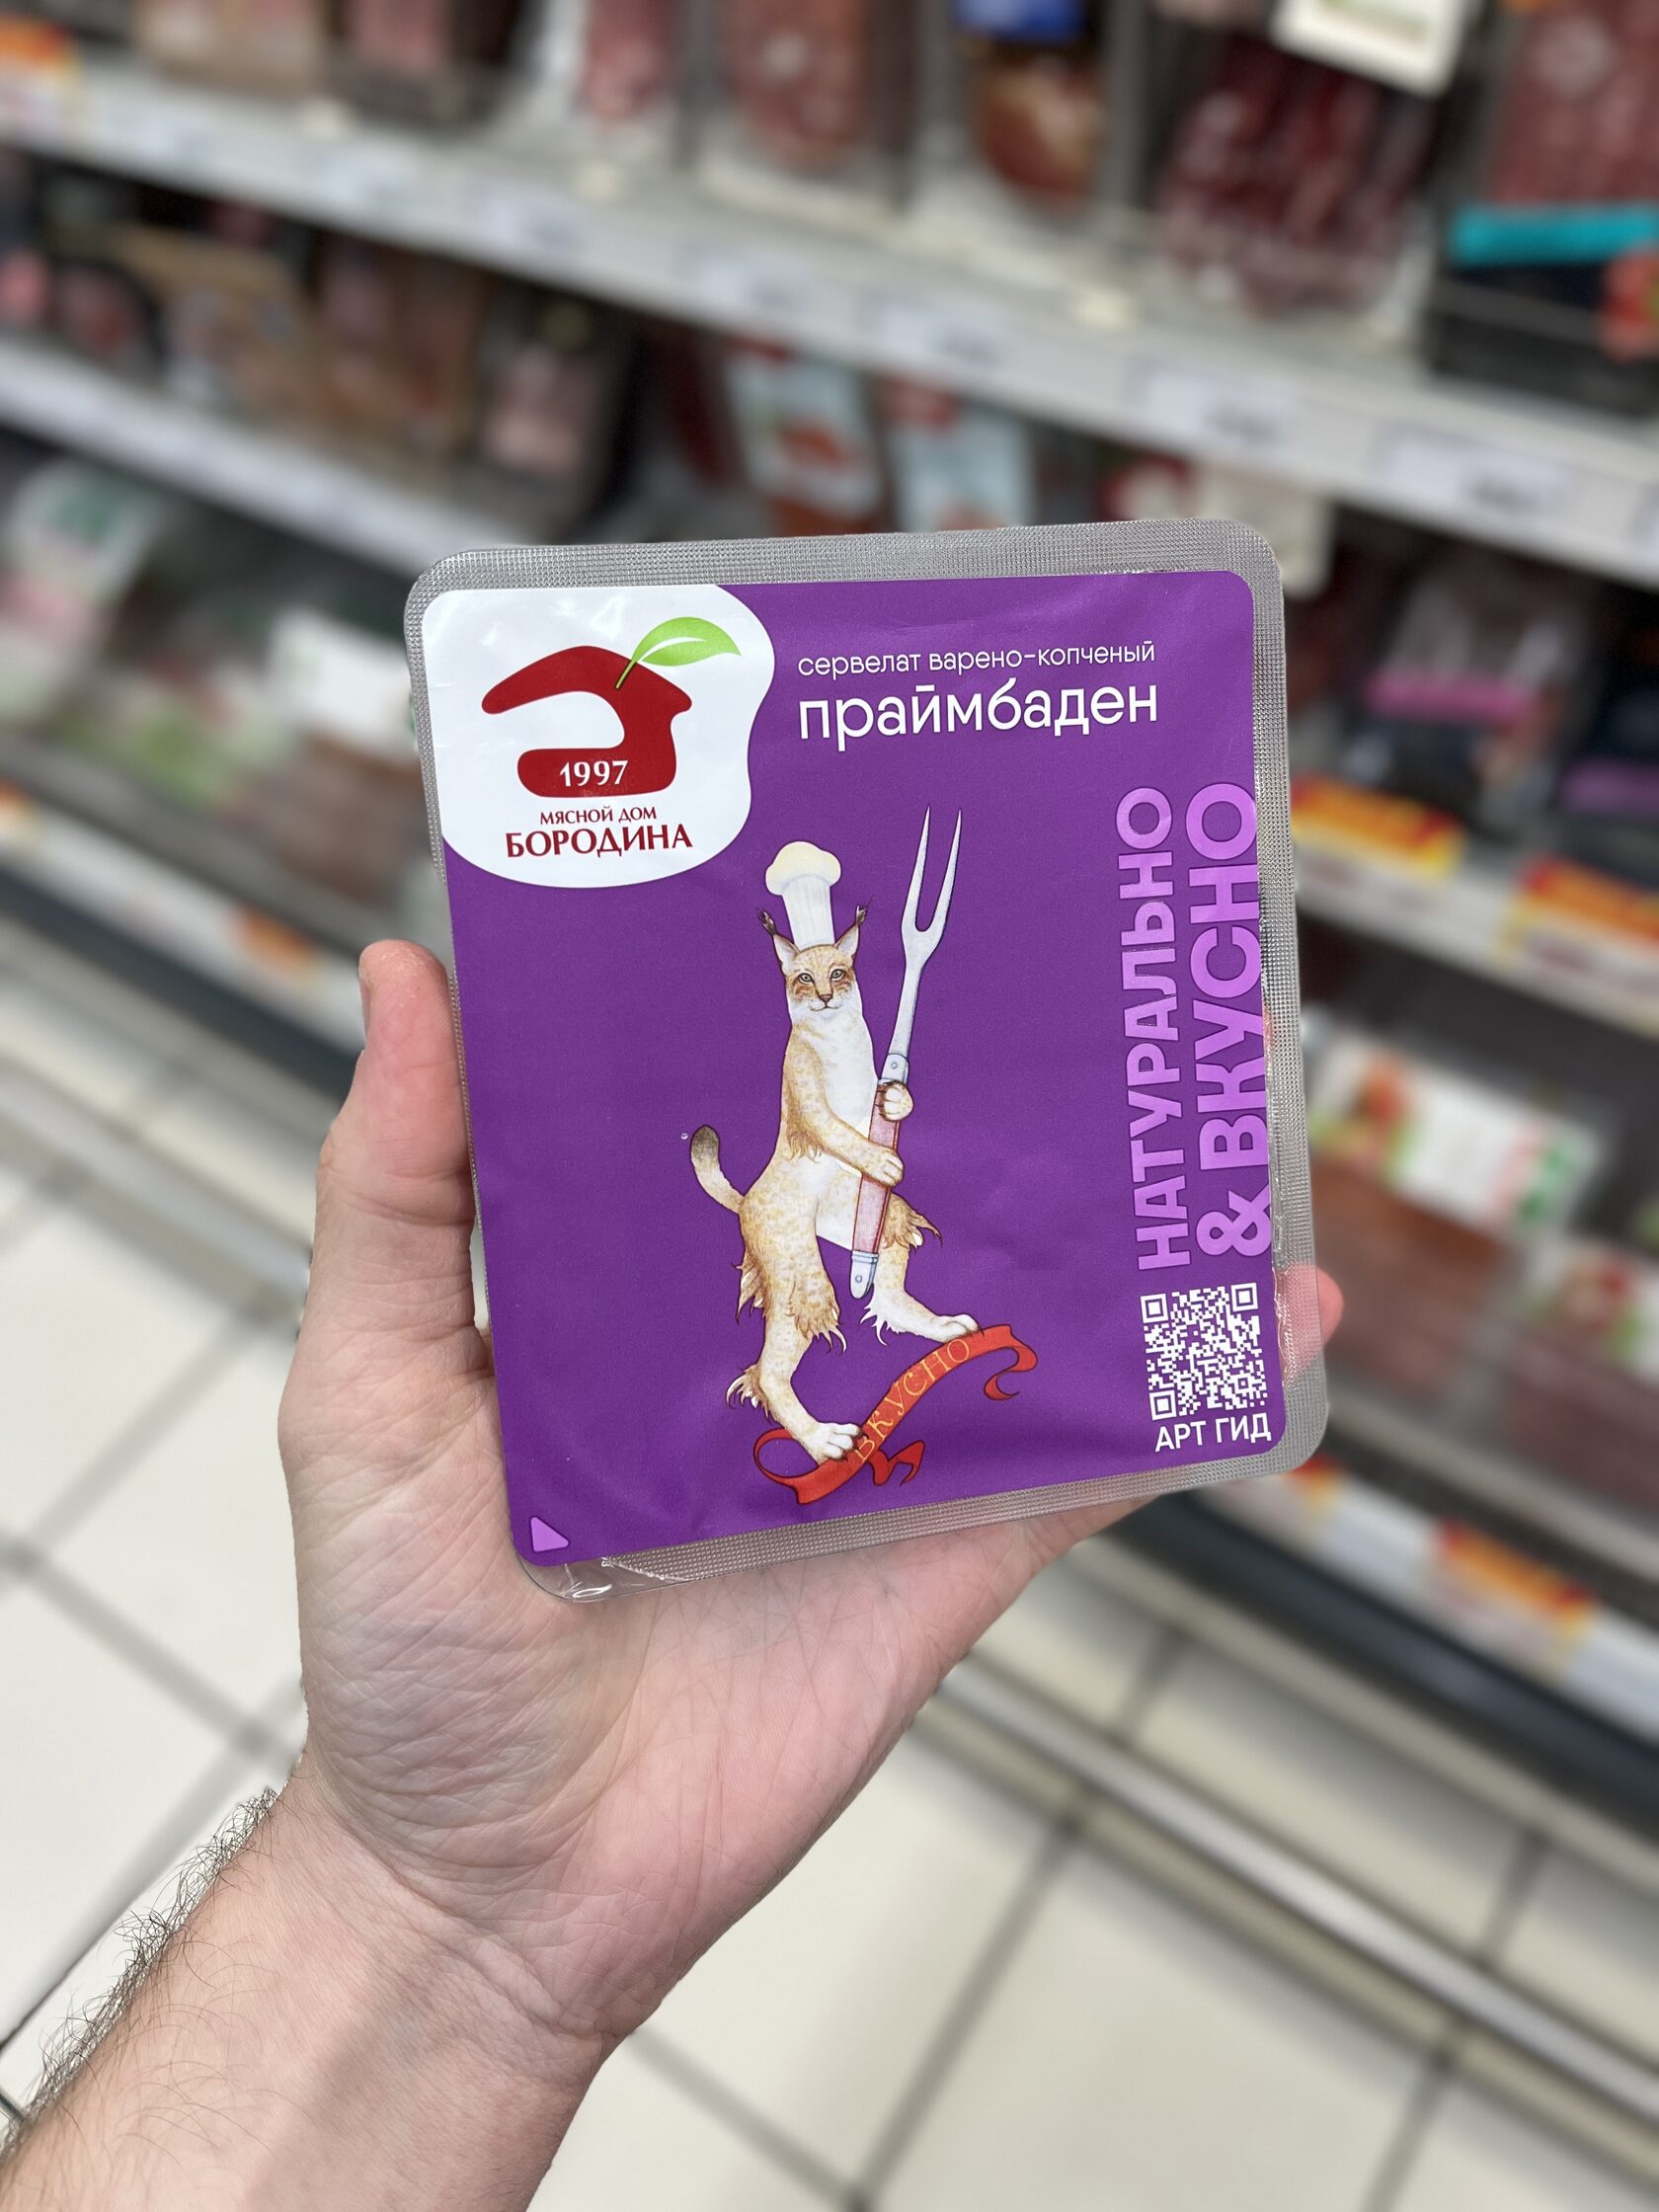 1997
МЯСНОЙ ДОМ
БОРОДИНА
сервелат варено-копченый
праймбаден
НАТУРАЛЬНО
& ВКУСНО
ВКУСНО
АРТ ГИД